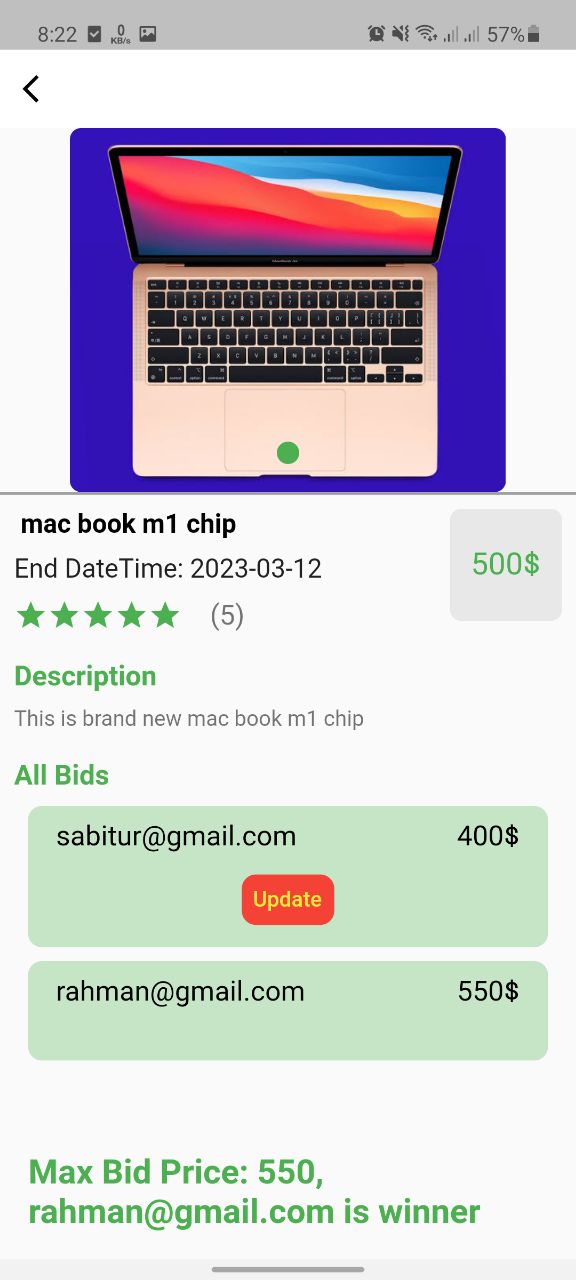 8:22 0 KB/s 57%
mac book m1 chip
500$
End DateTime: 2023-03-12
(5)
Description
This is brand new mac book m1 chip
All Bids
sabitur@gmail.com 400$
Update
rahman@gmail.com 550$
Max Bid Price: 550,
rahman@gmail.com is winner